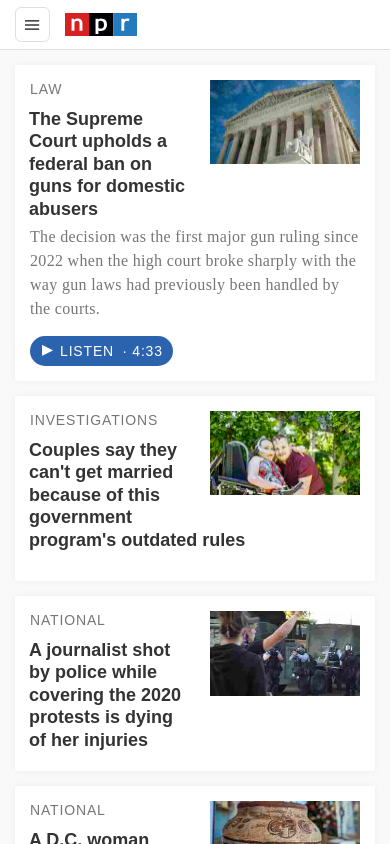 npr
LAW
The Supreme
Court upholds a
federal ban on
guns for domestic
abusers
The decision was the first major gun ruling since
2022 when the high court broke sharply with the
way gun laws had previously been handled by
the courts.
LISTEN · 4:33
INVESTIGATIONS
Couples say they
can't get married
because of this
government
program's outdated rules
NATIONAL
A journalist shot
by police while
covering the 2020
protests is dying
of her injuries
NATIONAL
A D.C. woman